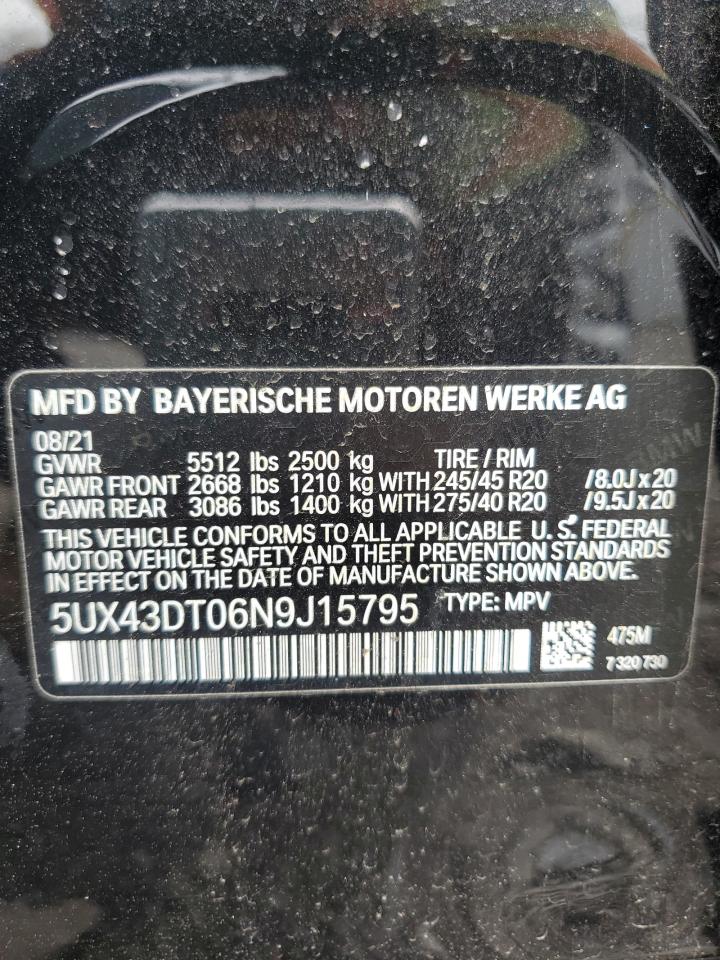 MFD BY BAYERISCHE MOTOREN WERKE AG
08/21
GVWR 5512 lbs 2500 kg TIRE / RIM
GAWR FRONT 2668 lbs 1210 kg WITH 245/45 R20 /8.0J x 20
GAWR REAR 3086 lbs 1400 kg WITH 275/40 R20 /9.5J x 20
THIS VEHICLE CONFORMS TO ALL APPLICABLE U.S. FEDERAL
MOTOR VEHICLE SAFETY AND THEFT PREVENTION STANDARDS
IN EFFECT ON THE DATE OF MANUFACTURE SHOWN ABOVE.
5UX43DT06N9J15795 TYPE: MPV
475M
7 320 730
BMW